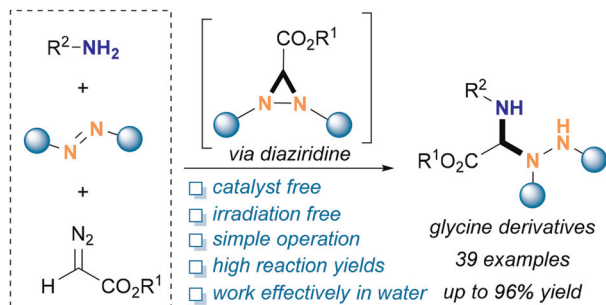 R²–NH₂
+
N=N
+
N₂
H
CO₂R¹
CO₂R¹
N–N
via diaziridine
catalyst free
irradiation free
simple operation
high reaction yields
work effectively in water
R²
NH
H
N
R¹O₂C
N
glycine derivatives
39 examples
up to 96% yield